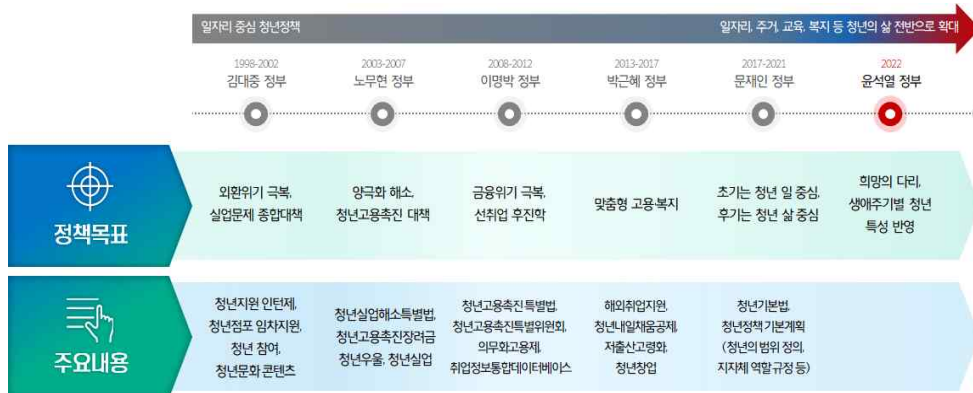 일자리 중심 청년정책
일자리, 주거, 교육, 복지 등 청년의 삶 전반으로 확대
1998-2002
김대중 정부
2003-2007
노무현 정부
2008-2012
이명박 정부
2013-2017
박근혜 정부
2017-2021
문재인 정부
2022
윤석열 정부
정책목표
외환위기 극복,
실업문제 종합대책
양극화 해소,
청년고용촉진 대책
금융위기 극복,
선취업 후진학
맞춤형 고용·복지
초기는 청년 일 중심,
후기는 청년 삶 중심
희망의 다리,
생애주기별 청년
특성 반영
주요내용
청년지원 인턴제,
청년점포 임차지원,
청년 참여,
청년문화 콘텐츠
청년실업해소특별법,
청년고용촉진장려금
청년우울, 청년실업
청년고용촉진 특별법,
청년고용촉진특별위원회,
의무화고용제,
취업정보통합데이터베이스
해외취업지원,
청년내일채움공제,
저출산고령화,
청년창업
청년기본법,
청년정책 기본계획
(청년의 범위 정의,
지자체 역할 규정 등)